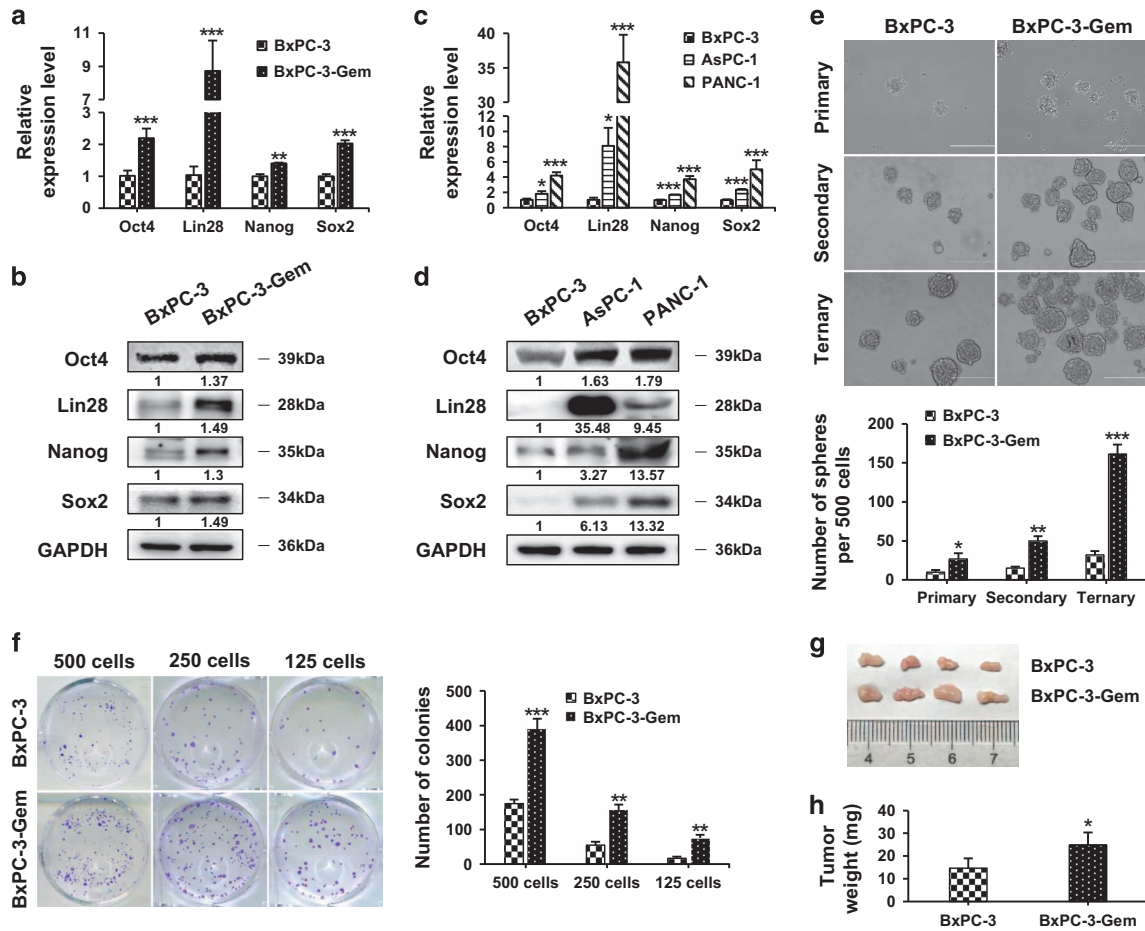 a
Relative expression level
11
9
7
5
3
2
1
0
***
***
**
***
BxPC-3
BxPC-3-Gem
Oct4 Lin28 Nanog Sox2
c
Relative expression level
40
35
30
25
20
12
10
8
6
4
2
0
*
***
*
***
***
***
***
***
BxPC-3
AsPC-1
PANC-1
Oct4 Lin28 Nanog Sox2
b
BxPC-3 BxPC-3-Gem
Oct4 39kDa
1 1.37
Lin28 28kDa
1 1.49
Nanog 35kDa
1 1.3
Sox2 34kDa
1 1.49
GAPDH 36kDa
d
BxPC-3 AsPC-1 PANC-1
Oct4 39kDa
1 1.63 1.79
Lin28 28kDa
1 35.48 9.45
Nanog 35kDa
1 3.27 13.57
Sox2 34kDa
1 6.13 13.32
GAPDH 36kDa
e
BxPC-3 BxPC-3-Gem
Primary
Secondary
Ternary
BxPC-3
BxPC-3-Gem
Number of spheres
per 500 cells
200
150
100
50
0
*
**
***
Primary Secondary Ternary
f
500 cells 250 cells 125 cells
BxPC-3
BxPC-3-Gem
Number of colonies
500
400
300
200
100
0
***
**
**
BxPC-3
BxPC-3-Gem
500 cells 250 cells 125 cells
g
BxPC-3
BxPC-3-Gem
4 5 6 7
h
Tumor
weight (mg)
40
30
20
10
0
*
BxPC-3 BxPC-3-Gem